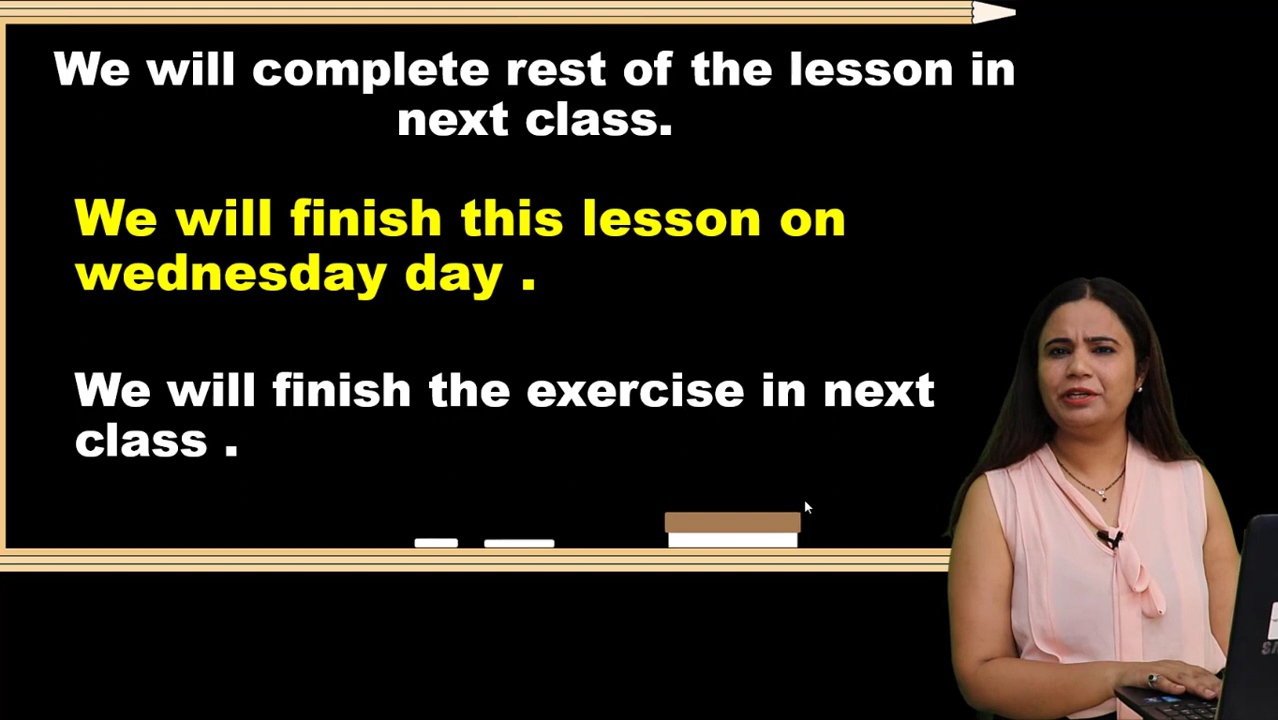 We will complete rest of the lesson in
next class.
We will finish this lesson on
wednesday day .
We will finish the exercise in next
class .